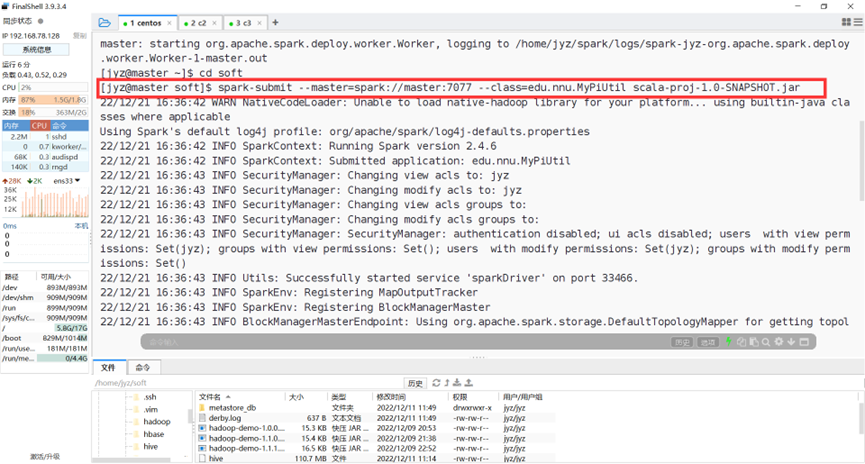 FinalShell 3.9.3.4
同步状态
IP 192.168.78.128 复制
系统信息
运行 6 分
负载 0.43, 0.52, 0.29
CPU 2%
内存 87% 1.5G/1.8G
交换 18% 363M/2G
内存 CPU 命令
2.2M 1 sshd
0 0.7 kworker/...
68K 0.3 audispd
140K 0.3 rngd
28K 2K ens33
36K
25K
12K
0ms 本机
0
0
0
路径 可用/大小
/dev 893M/893M
/dev/shm 909M/909M
/run 899M/909M
/sys/fs/c... 909M/909M
/ 5.8G/17G
/boot 829M/1014M
/run/use... 181M/181M
/run/me... 0/4.4G
激活/升级
1 centos × 2 c2 × 3 c3 × +
master: starting org.apache.spark.deploy.worker.Worker, logging to /home/jyz/spark/logs/spark-jyz-org.apache.spark.deploy
.worker.Worker-1-master.out
[jyz@master ~]$ cd soft
[jyz@master soft]$ spark-submit --master=spark://master:7077 --class=edu.nnu.MyPiUtil scala-proj-1.0-SNAPSHOT.jar
22/12/21 16:36:42 WARN NativeCodeLoader: Unable to load native-hadoop library for your platform... using builtin-java cla
sses where applicable
Using Spark's default log4j profile: org/apache/spark/log4j-defaults.properties
22/12/21 16:36:42 INFO SparkContext: Running Spark version 2.4.6
22/12/21 16:36:42 INFO SparkContext: Submitted application: edu.nnu.MyPiUtil
22/12/21 16:36:43 INFO SecurityManager: Changing view acls to: jyz
22/12/21 16:36:43 INFO SecurityManager: Changing modify acls to: jyz
22/12/21 16:36:43 INFO SecurityManager: Changing view acls groups to:
22/12/21 16:36:43 INFO SecurityManager: Changing modify acls groups to:
22/12/21 16:36:43 INFO SecurityManager: SecurityManager: authentication disabled; ui acls disabled; users  with view perm
issions: Set(jyz); groups with view permissions: Set(); users  with modify permissions: Set(jyz); groups with modify perm
issions: Set()
22/12/21 16:36:43 INFO Utils: Successfully started service 'sparkDriver' on port 33466.
22/12/21 16:36:43 INFO SparkEnv: Registering MapOutputTracker
22/12/21 16:36:43 INFO SparkEnv: Registering BlockManagerMaster
22/12/21 16:36:43 INFO BlockManagerMasterEndpoint: Using org.apache.spark.storage.DefaultTopologyMapper for getting topol
命令输入 历史 选项
文件 命令
/home/jyz/soft 历史
.ssh
.vim
hadoop
hbase
hive
文件名 大小 类型 修改时间 权限 用户/用户组
metastore_db 文件夹 2022/12/11 11:49 drwxrwxr-x jyz/jyz
derby.log 637 B 文本文档 2022/12/11 11:49 -rw-rw-r-- jyz/jyz
hadoop-demo-1.0.0.... 15.3 KB 快压 JAR ... 2022/12/09 20:53 -rw-rw-r-- jyz/jyz
hadoop-demo-1.1.0.... 15.4 KB 快压 JAR ... 2022/12/09 21:38 -rw-rw-r-- jyz/jyz
hadoop-demo-1.1.1.... 16.5 KB 快压 JAR ... 2022/12/09 22:52 -rw-rw-r-- jyz/jyz
hive 110.7 MB 文件 2022/12/11 11:14 -rw-rw-r-- jyz/jyz